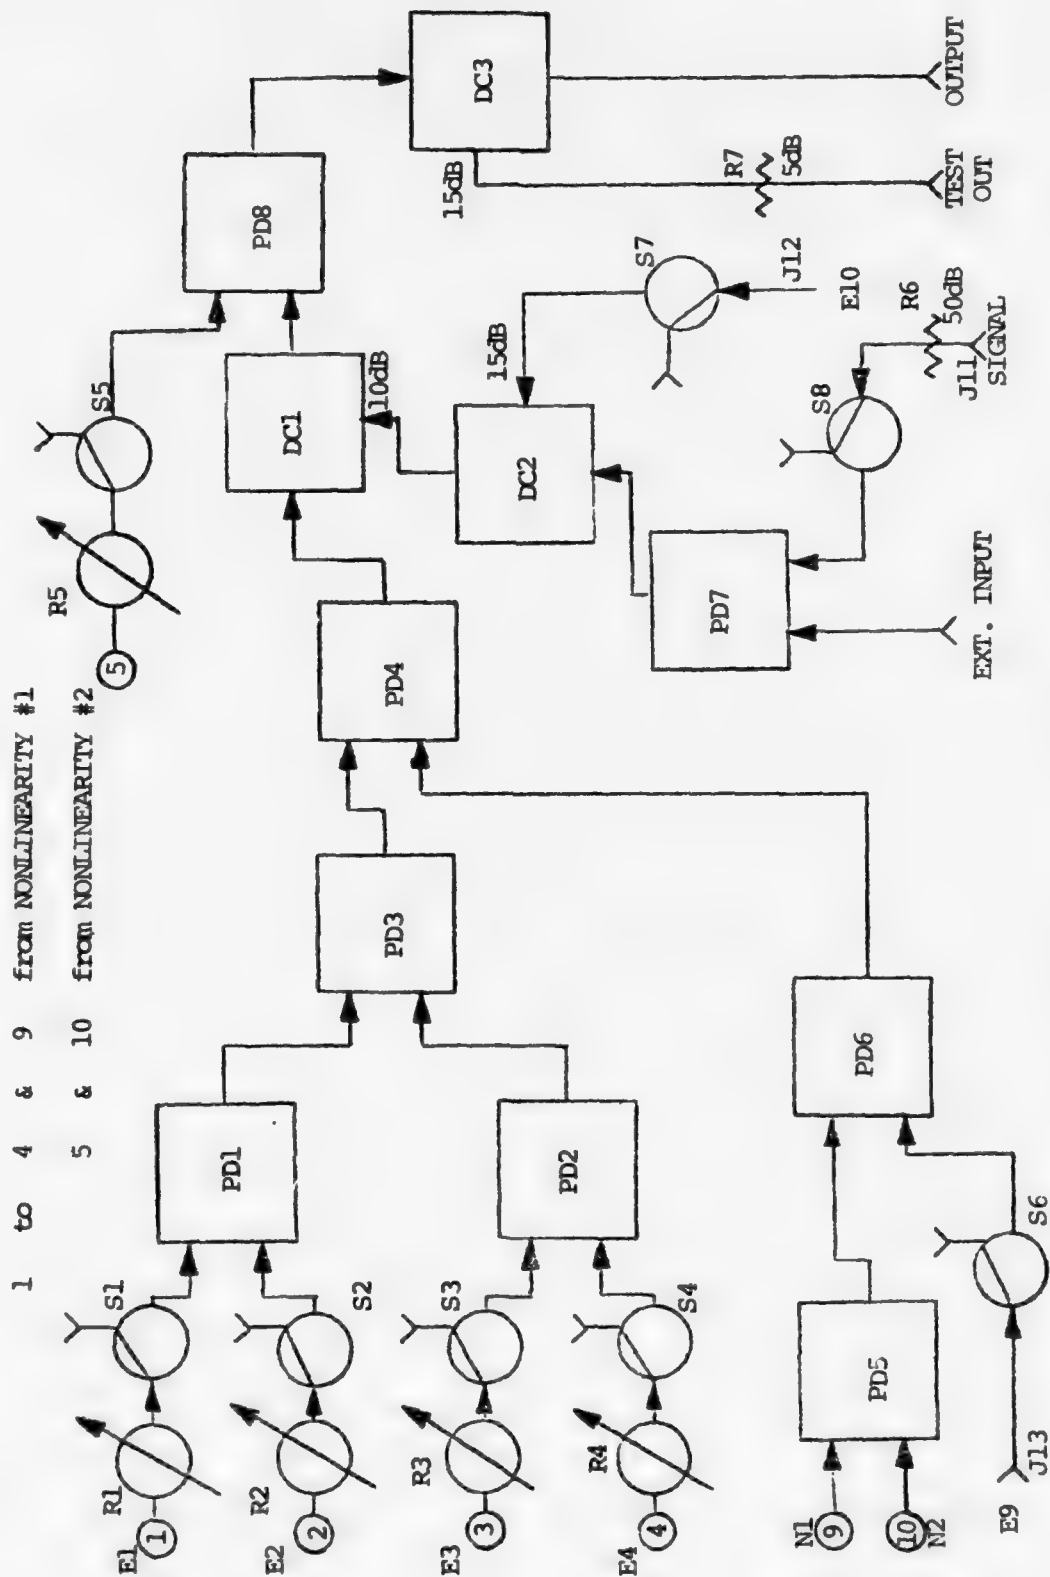 1 to 4 & 9 from NONLINEARITY #1
5 & 10 from NONLINEARITY #2
E1
1
R1
S1
E2
2
R2
S2
PD1
E3
3
R3
S3
E4
4
R4
S4
PD2
PD3
PD4
5
R5
S5
DC1
10dB
PD8
DC3
15dB
R7
5dB
TEST
OUT
OUTPUT
DC2
15dB
S7
J12
E10
PD7
S8
R6
50dB
J11
SIGNAL
EXT. INPUT
N1
9
10
N2
PD5
PD6
E9
J13
S6